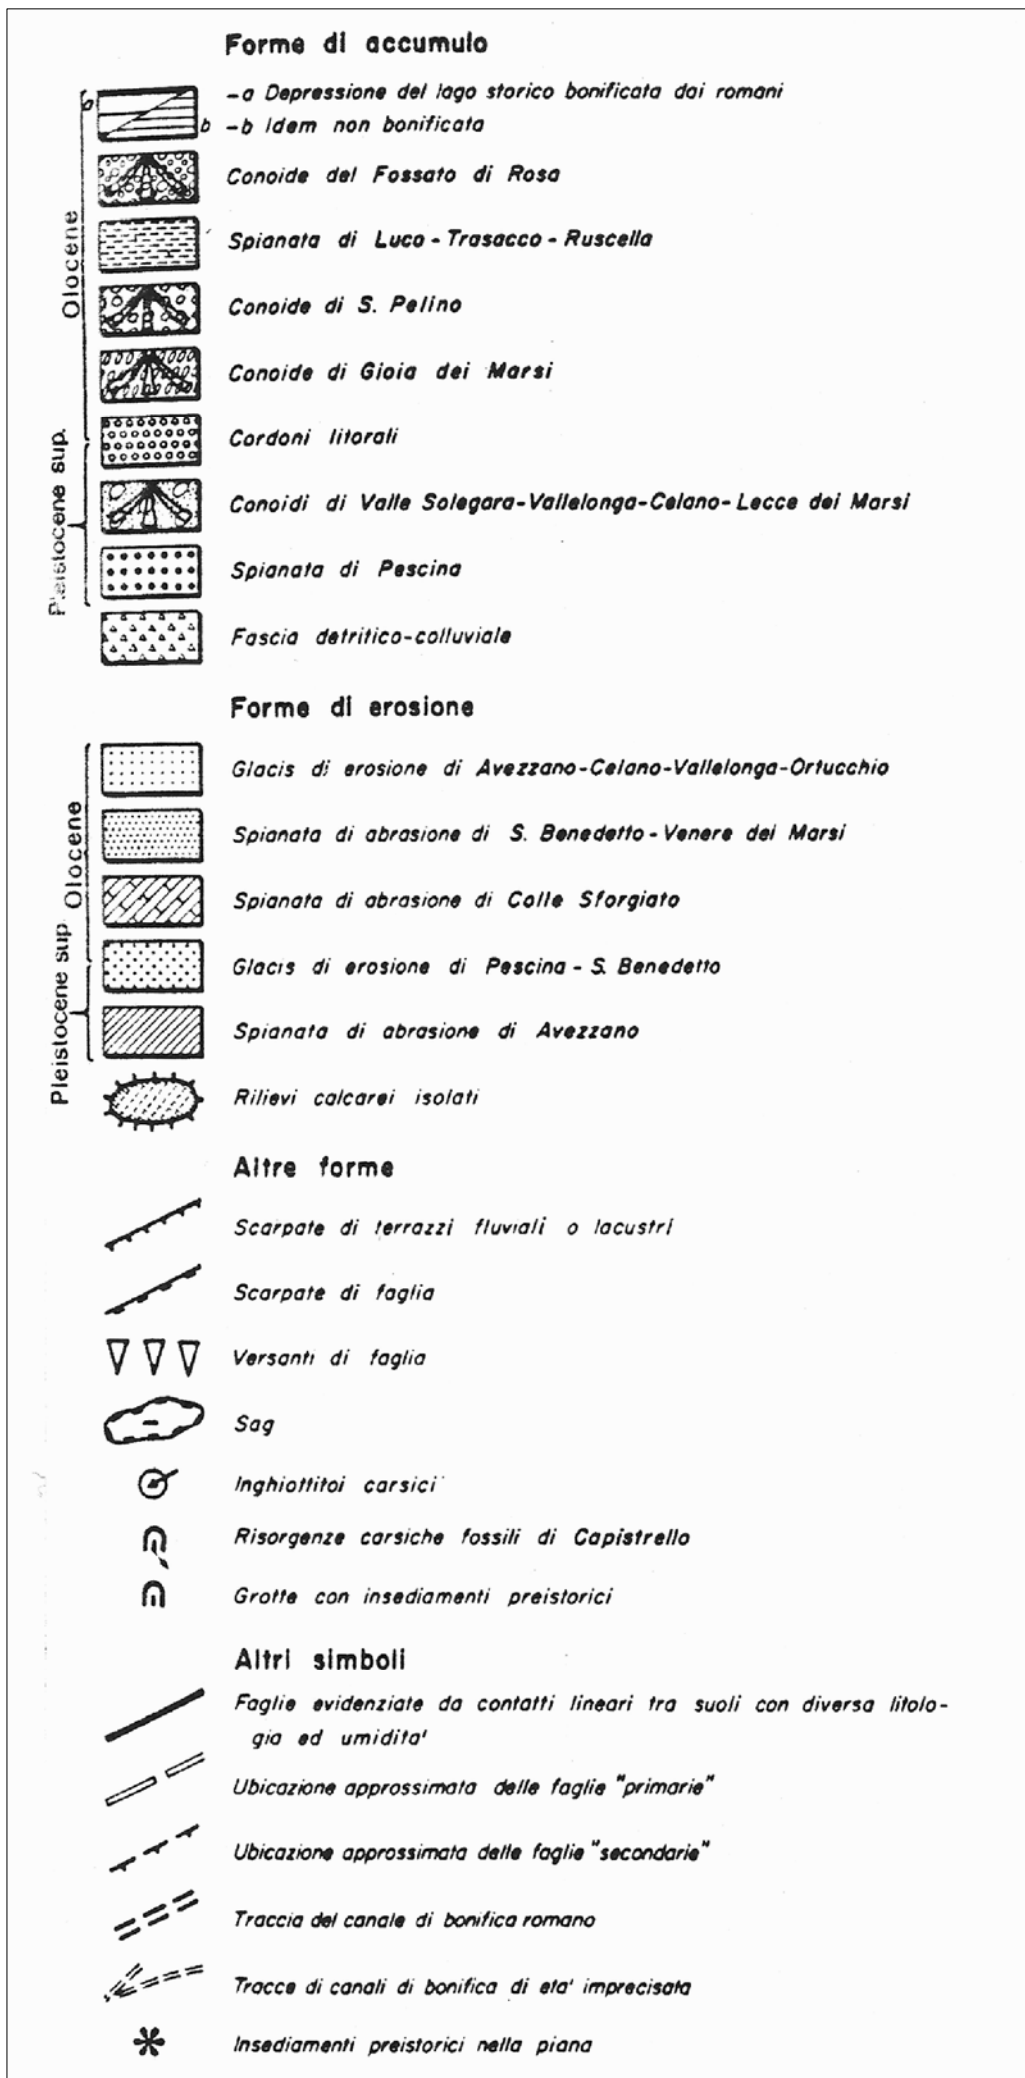 Forme di accumulo
a
-a Depressione del lago storico bonificata dai romani
b
-b Idem non bonificata
Conoide del Fossato di Rosa
Olocene
Spianata di Luco - Trasacco - Ruscella
Conoide di S. Pelino
Conoide di Gioia dei Marsi
Cordoni litorali
Pleistocene sup.
Conoidi di Valle Solegara-Vallelonga-Celano-Lecce dei Marsi
Spianata di Pescina
Fascia detritico-colluviale
Forme di erosione
Glacis di erosione di Avezzano-Celano-Vallelonga-Ortucchio
Olocene
Spianata di abrasione di S. Benedetto - Venere dei Marsi
Spianata di abrasione di Colle Sforgiato
Pleistocene sup
Glacis di erosione di Pescina - S. Benedetto
Spianata di abrasione di Avezzano
Rilievi calcarei isolati
Altre forme
Scarpate di terrazzi fluviali o lacustri
Scarpate di faglia
Versanti di faglia
Sag
Inghiottitoi carsici
Risorgenze carsiche fossili di Capistrello
Grotte con insediamenti preistorici
Altri simboli
Faglie evidenziate da contatti lineari tra suoli con diversa litolo-
gia ed umidita'
Ubicazione approssimata delle faglie "primarie"
Ubicazione approssimata delle faglie "secondarie"
Traccia del canale di bonifica romano
Tracce di canali di bonifica di eta' imprecisata
Insediamenti preistorici nella piana